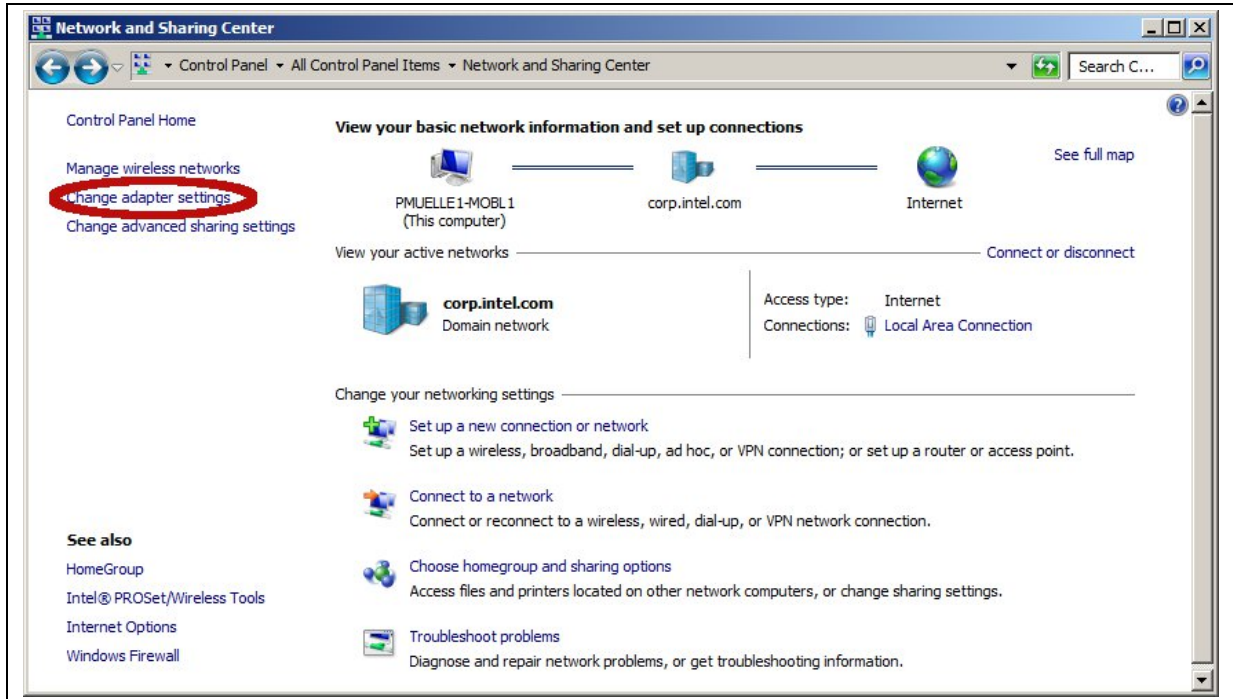 Network and Sharing Center
Control Panel All Control Panel Items Network and Sharing Center
Search C...
Control Panel Home
Manage wireless networks
Change adapter settings
Change advanced sharing settings
See also
HomeGroup
Intel® PROSet/Wireless Tools
Internet Options
Windows Firewall
View your basic network information and set up connections
See full map
PMUELLE1-MOBL1
(This computer)
corp.intel.com
Internet
View your active networks
Connect or disconnect
corp.intel.com
Domain network
Access type: Internet
Connections: Local Area Connection
Change your networking settings
Set up a new connection or network
Set up a wireless, broadband, dial-up, ad hoc, or VPN connection; or set up a router or access point.
Connect to a network
Connect or reconnect to a wireless, wired, dial-up, or VPN network connection.
Choose homegroup and sharing options
Access files and printers located on other network computers, or change sharing settings.
Troubleshoot problems
Diagnose and repair network problems, or get troubleshooting information.